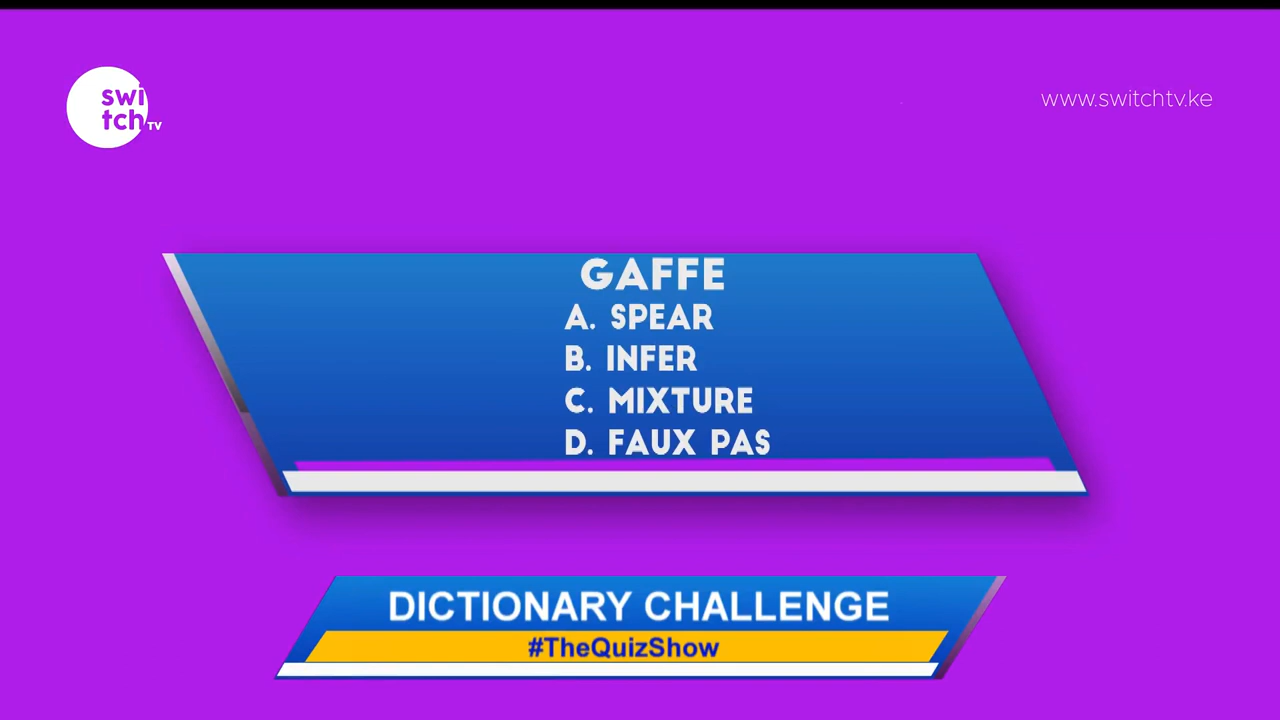 swi
tch TV
www.switchtv.ke
GAFFE
A. SPEAR
B. INFER
C. MIXTURE
D. FAUX PAS
DICTIONARY CHALLENGE
#TheQuizShow